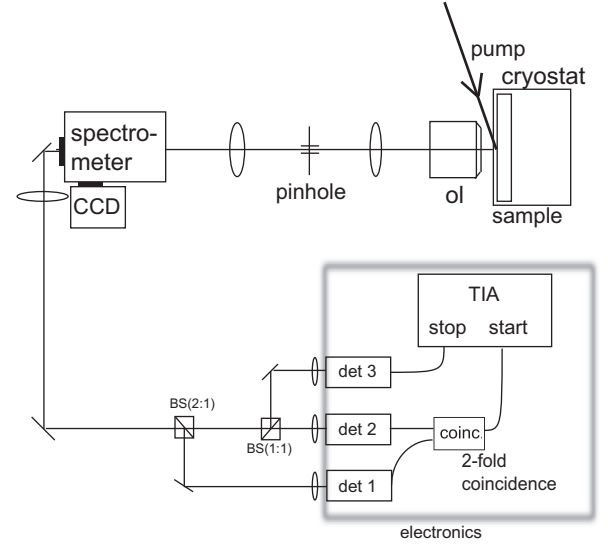 pump
cryostat
spectro-
meter
pinhole
ol
CCD
sample
TIA
stop start
det 3
BS(2:1)
det 2
coinc.
BS(1:1)
2-fold
coincidence
det 1
electronics